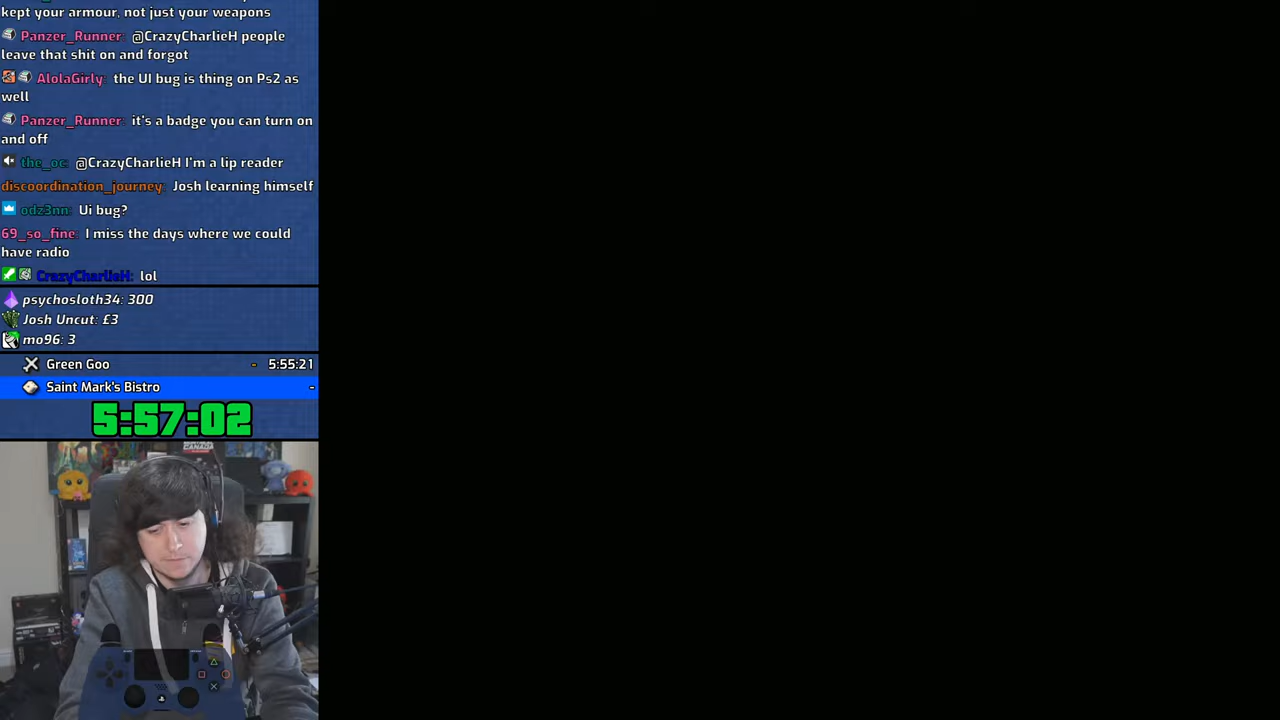 kept your armour, not just your weapons
Panzer_Runner: @CrazyCharlieH people
leave that shit on and forgot
AlolaGirly: the UI bug is thing on Ps2 as
well
Panzer_Runner: it's a badge you can turn on
and off
the_oc: @CrazyCharlieH I'm a lip reader
discoordination_journey: Josh learning himself
odz3nn: Ui bug?
69_so_fine: I miss the days where we could
have radio
CrazyCharlieH: lol
psychosloth34: 300
Josh Uncut: £3
mo96: 3
Green Goo - 5:55:21
Saint Mark's Bistro -
5:57:02
CANADA